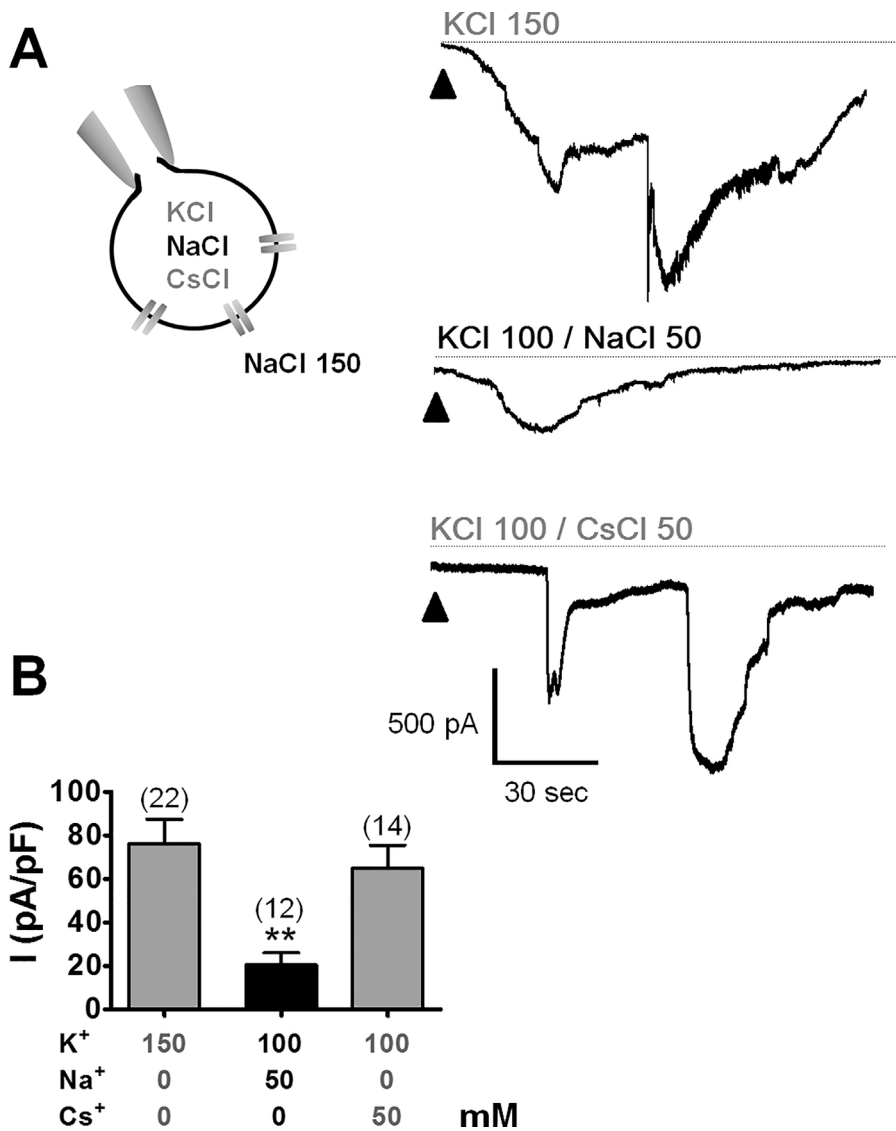 A
KCl 150
KCl
NaCl
CsCl
NaCl 150
KCl 100 / NaCl 50
KCl 100 / CsCl 50
500 pA
30 sec
B
I (pA/pF)
100
80
60
40
20
0
(22)
(12)
**
(14)
K+ 150 100 100
Na+ 0 50 0
Cs+ 0 0 50 mM